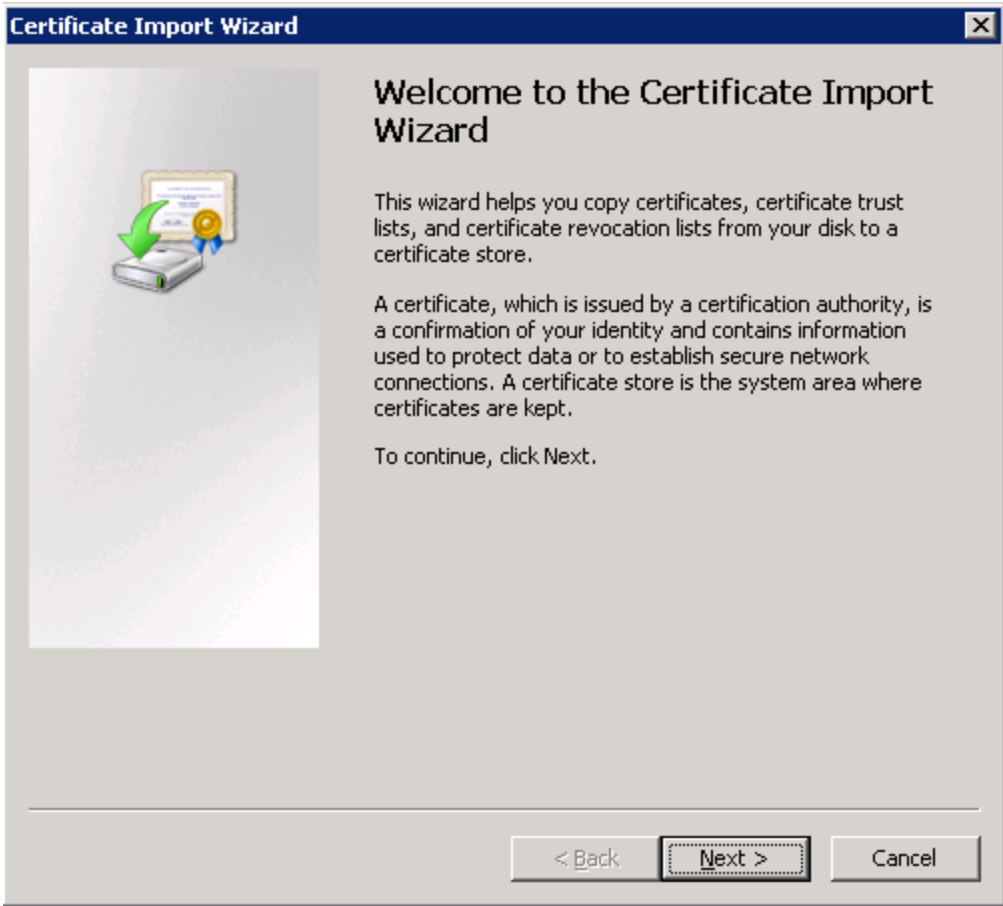 Certificate Import Wizard
Welcome to the Certificate Import
Wizard
This wizard helps you copy certificates, certificate trust
lists, and certificate revocation lists from your disk to a
certificate store.
A certificate, which is issued by a certification authority, is
a confirmation of your identity and contains information
used to protect data or to establish secure network
connections. A certificate store is the system area where
certificates are kept.
To continue, click Next.
< Back
Next >
Cancel